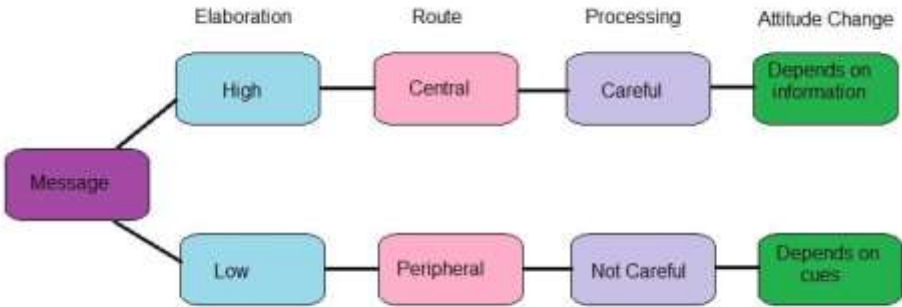 Elaboration Route Processing Attitude Change
High Central Careful Depends on
information
Message
Low Peripheral Not Careful Depends on
cues